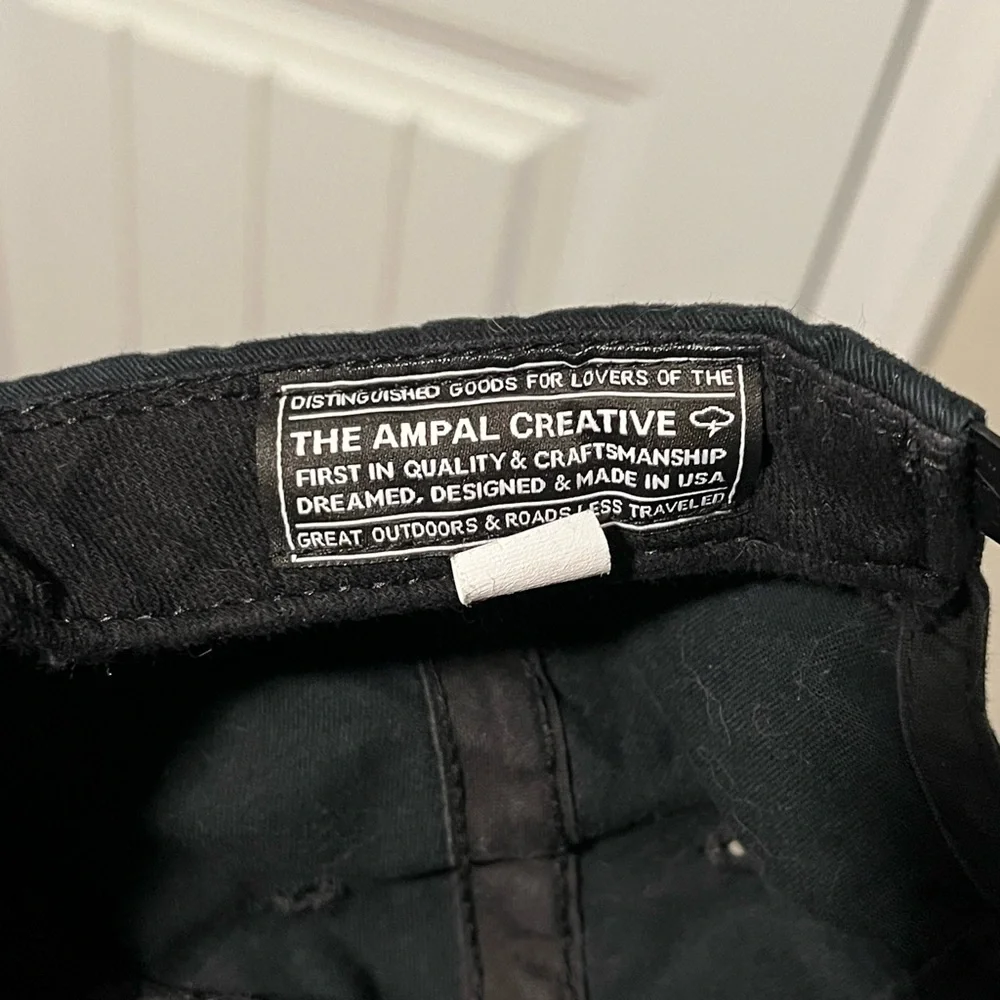 DISTINGUISHED GOODS FOR LOVERS OF THE
THE AMPAL CREATIVE
FIRST IN QUALITY & CRAFTSMANSHIP
DREAMED, DESIGNED & MADE IN USA
GREAT OUTDOORS & ROADS LESS TRAVELED